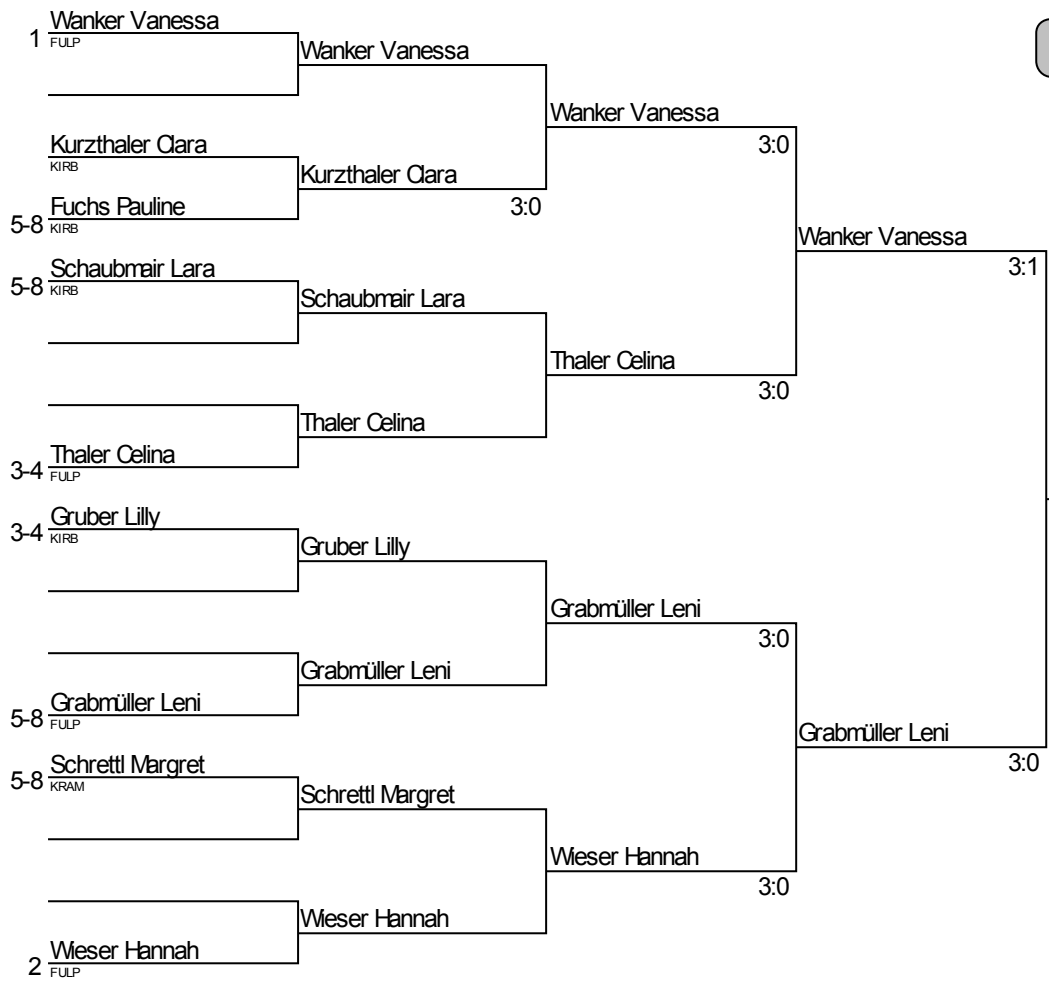 Wanker Vanessa
1
FULP
Wanker Vanessa
Wanker Vanessa
3:0
Kurzthaler Clara
KIRB
Kurzthaler Clara
3:0
Fuchs Pauline
5-8
KIRB
Wanker Vanessa
3:1
Schaubmair Lara
5-8
KIRB
Schaubmair Lara
Thaler Celina
3:0
Thaler Celina
Thaler Celina
3-4
FULP
Gruber Lilly
3-4
KIRB
Gruber Lilly
Grabmüller Leni
3:0
Grabmüller Leni
Grabmüller Leni
5-8
FULP
Grabmüller Leni
3:0
Schrettl Margret
5-8
KRAM
Schrettl Margret
Wieser Hannah
3:0
Wieser Hannah
Wieser Hannah
2
FULP